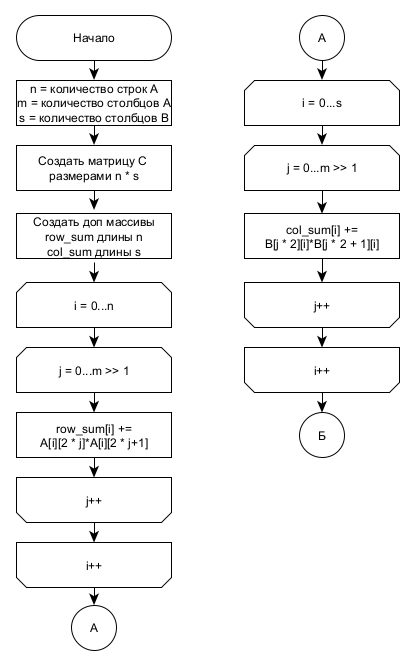 Начало
n = количество строк А
m = количество столбцов А
s = количество столбцов В
Создать матрицу С
размерами n * s
Создать доп массивы
row_sum длины n
col_sum длины s
i = 0...n
j = 0...m >> 1
row_sum[i] +=
A[i][2 * j]*A[i][2 * j+1]
j++
i++
А
А
i = 0...s
j = 0...m >> 1
col_sum[i] +=
B[j * 2][i]*B[j * 2 + 1][i]
j++
i++
Б